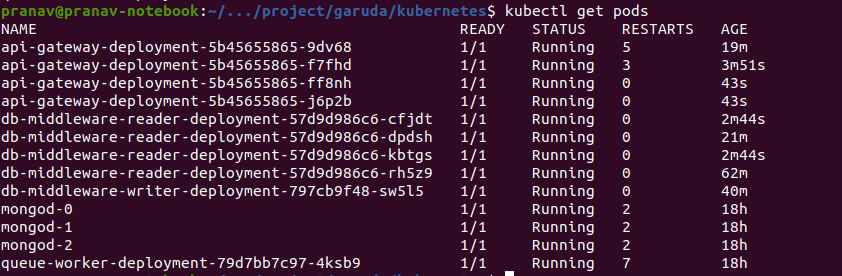 pranav@pranav-notebook:~/.../project/garuda/kubernetes$ kubectl get pods
NAME READY STATUS RESTARTS AGE
api-gateway-deployment-5b45655865-9dv68 1/1 Running 5 19m
api-gateway-deployment-5b45655865-f7fhd 1/1 Running 3 3m51s
api-gateway-deployment-5b45655865-ff8nh 1/1 Running 0 43s
api-gateway-deployment-5b45655865-j6p2b 1/1 Running 0 43s
db-middleware-reader-deployment-57d9d986c6-cfjdt 1/1 Running 0 2m44s
db-middleware-reader-deployment-57d9d986c6-dpdsh 1/1 Running 0 21m
db-middleware-reader-deployment-57d9d986c6-kbtgs 1/1 Running 0 2m44s
db-middleware-reader-deployment-57d9d986c6-rh5z9 1/1 Running 0 62m
db-middleware-writer-deployment-797cb9f48-sw5l5 1/1 Running 0 40m
mongod-0 1/1 Running 2 18h
mongod-1 1/1 Running 2 18h
mongod-2 1/1 Running 2 18h
queue-worker-deployment-79d7bb7c97-4ksb9 1/1 Running 7 18h